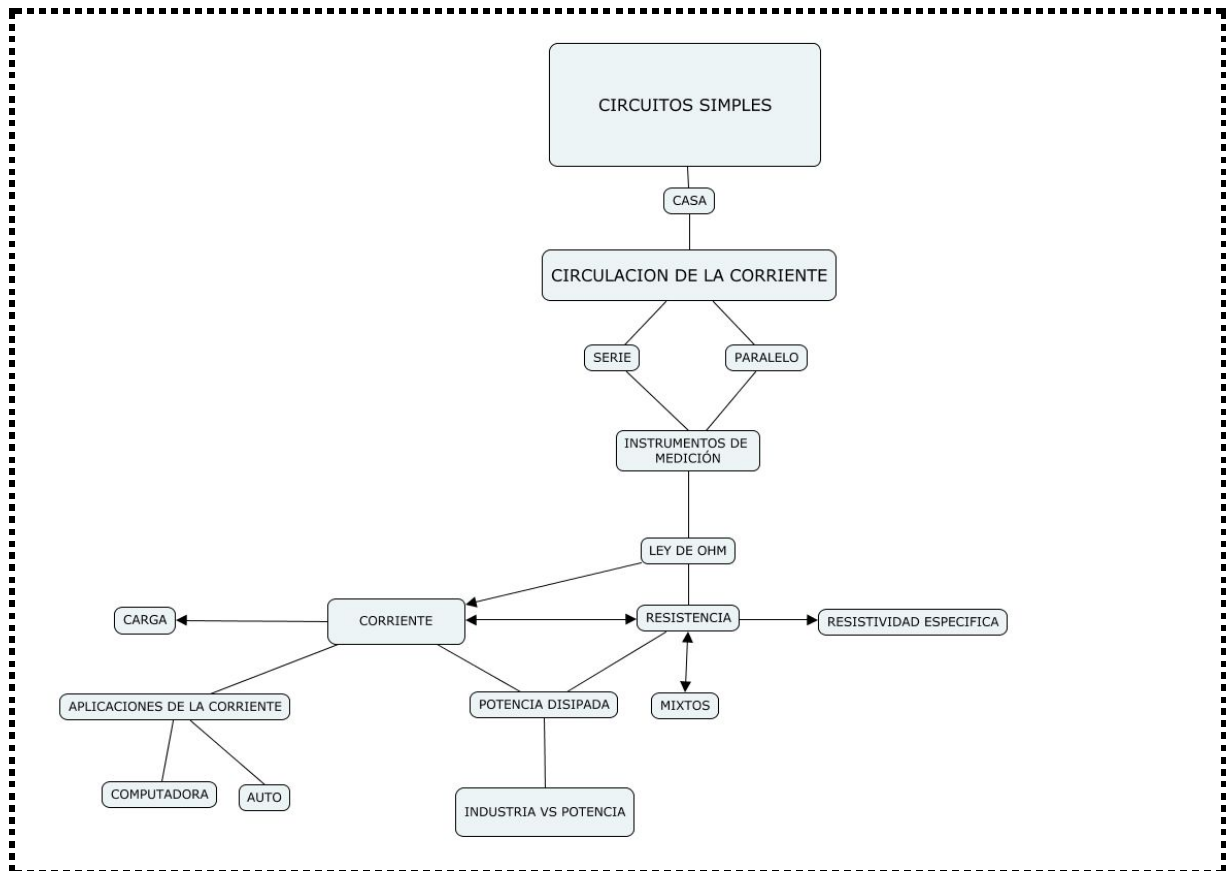 CIRCUITOS SIMPLES
CASA
CIRCULACION DE LA CORRIENTE
SERIE
PARALELO
INSTRUMENTOS DE
MEDICIÓN
LEY DE OHM
CARGA
CORRIENTE
RESISTENCIA
RESISTIVIDAD ESPECIFICA
APLICACIONES DE LA CORRIENTE
POTENCIA DISIPADA
MIXTOS
COMPUTADORA
AUTO
INDUSTRIA VS POTENCIA